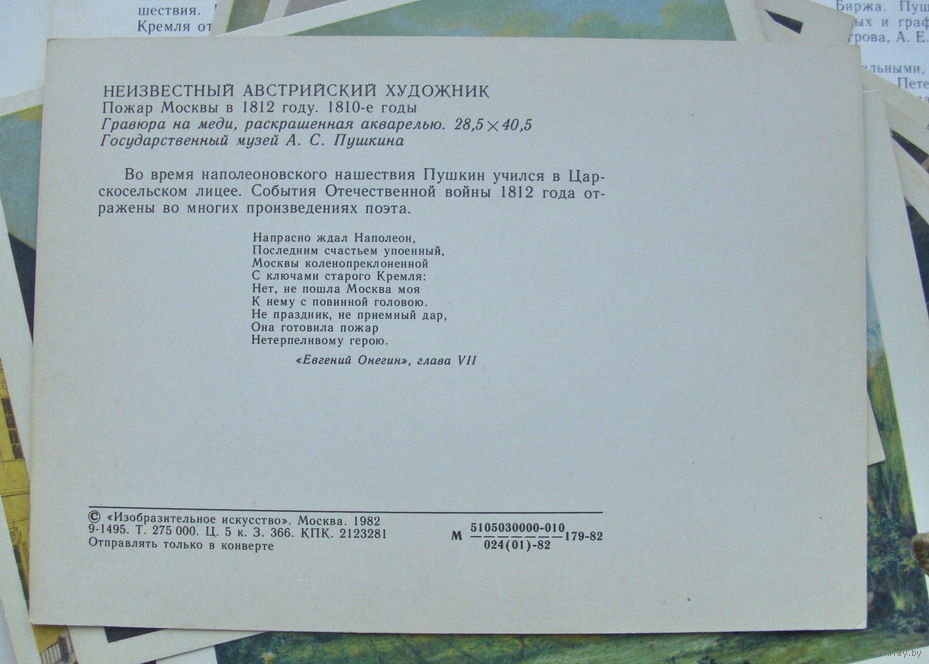 шествия.
Кремля от
Биржа. Пуш
ых и граф
трова, А. Е.
ельными,
Пете
НЕИЗВЕСТНЫЙ АВСТРИЙСКИЙ ХУДОЖНИК
Пожар Москвы в 1812 году. 1810-е годы
Гравюра на меди, раскрашенная акварелью. 28,5×40,5
Государственный музей А. С. Пушкина
Во время наполеоновского нашествия Пушкин учился в Цар-
скосельском лицее. События Отечественной войны 1812 года от-
ражены во многих произведениях поэта.
Напрасно ждал Наполеон,
Последним счастьем упоенный,
Москвы коленопреклоненной
С ключами старого Кремля:
Нет, не пошла Москва моя
К нему с повинной головою.
Не праздник, не приемный дар,
Она готовила пожар
Нетерпеливому герою.
«Евгений Онегин», глава VII
© «Изобразительное искусство». Москва. 1982
9-1495. Т. 275 000. Ц. 5 к. З. 366. КПК. 2123281
Отправлять только в конверте
М 5105030000-010
024(01)-82
179-82